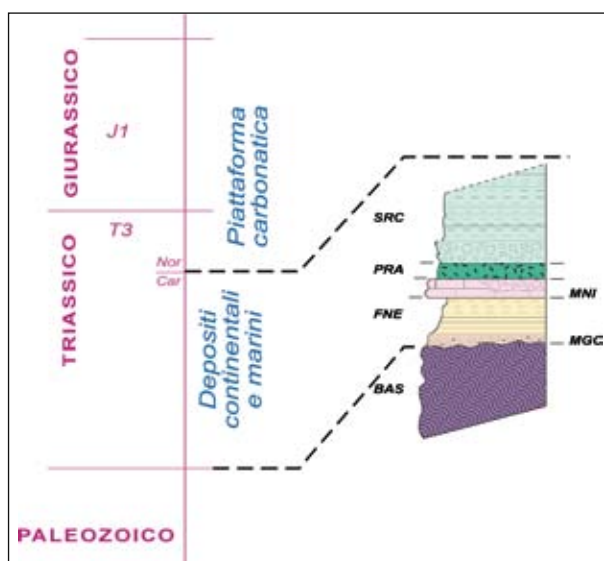 GIURASSICO
J1
TRIASSICO
T3
Nor
Car
PALEOZOICO
Piattaforma
carbonatica
Depositi
continentali
e marini
SRC
PRA
MNI
FNE
MGC
BAS